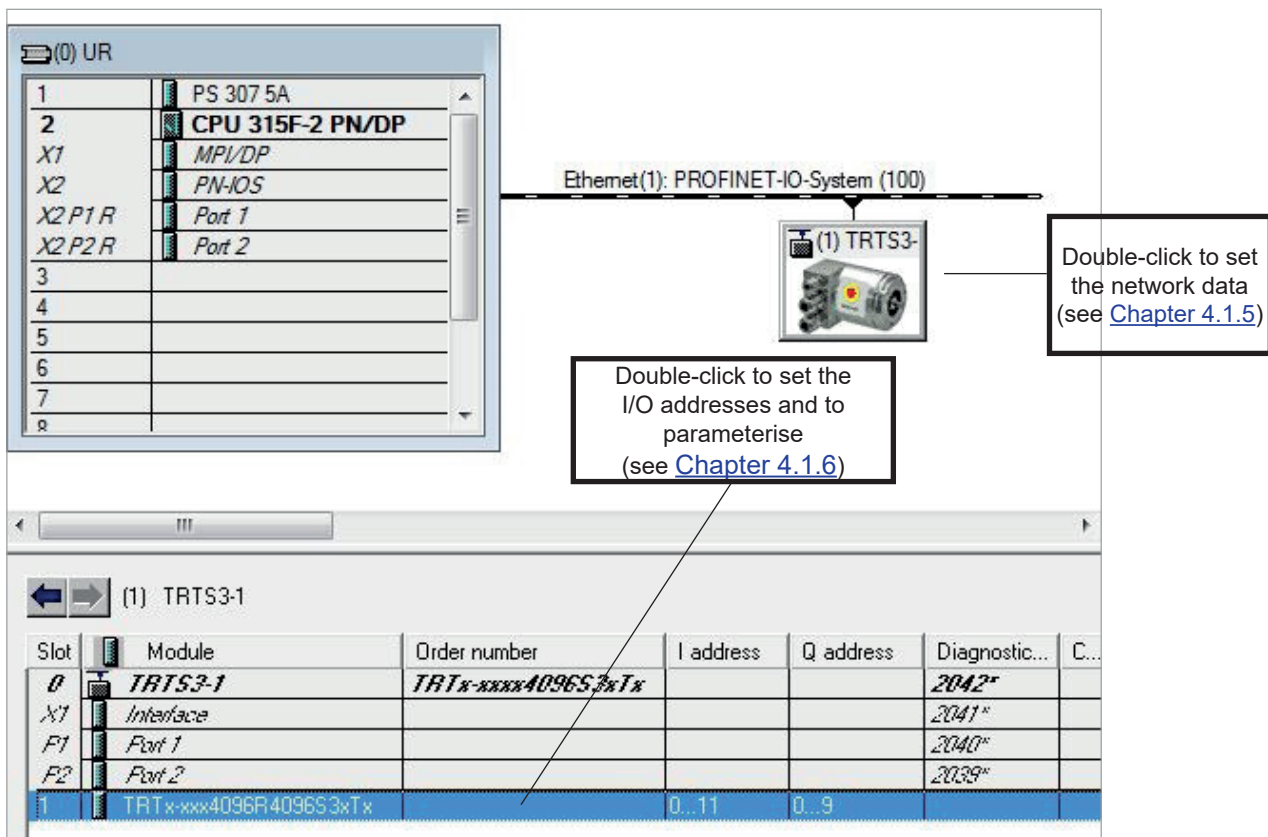 (0) UR
1 PS 307 5A
2 CPU 315F-2 PN/DP
X1 MPI/DP
X2 PN-IOS
X2 P1 R Port 1
X2 P2 R Port 2
3
4
5
6
7
8
Ethernet(1): PROFINET-IO-System (100)
(1) TRTS3-
Double-click to set
the network data
(see Chapter 4.1.5)
Double-click to set the
I/O addresses and to
parameterise
(see Chapter 4.1.6)
(1) TRTS3-1
Slot Module Order number I address Q address Diagnostic... C...
0 TRTS3-1 TRTx-xxxx4096S3xTx 2042*
X1 Interface 2041*
P1 Port 1 2040*
P2 Port 2 2039*
1 TRTx-xxx4096R4096S3xTx 0...11 0...9